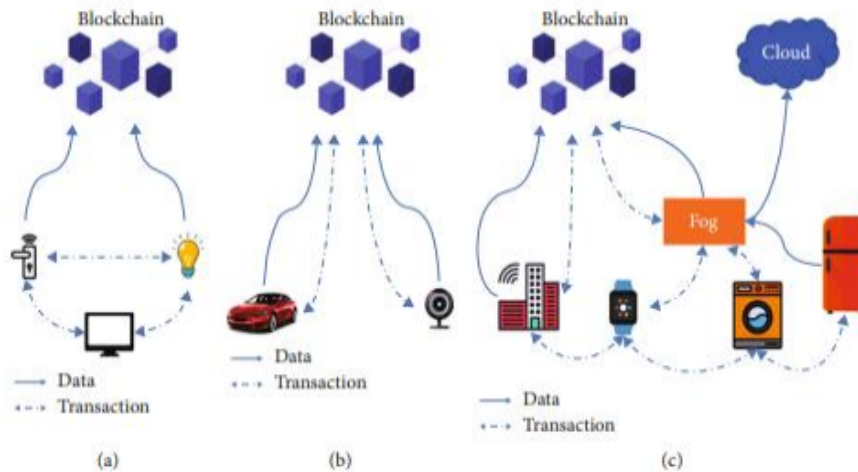 Blockchain
Data
Transaction
(a)
Blockchain
Data
Transaction
(b)
Blockchain
Cloud
Fog
Data
Transaction
(c)